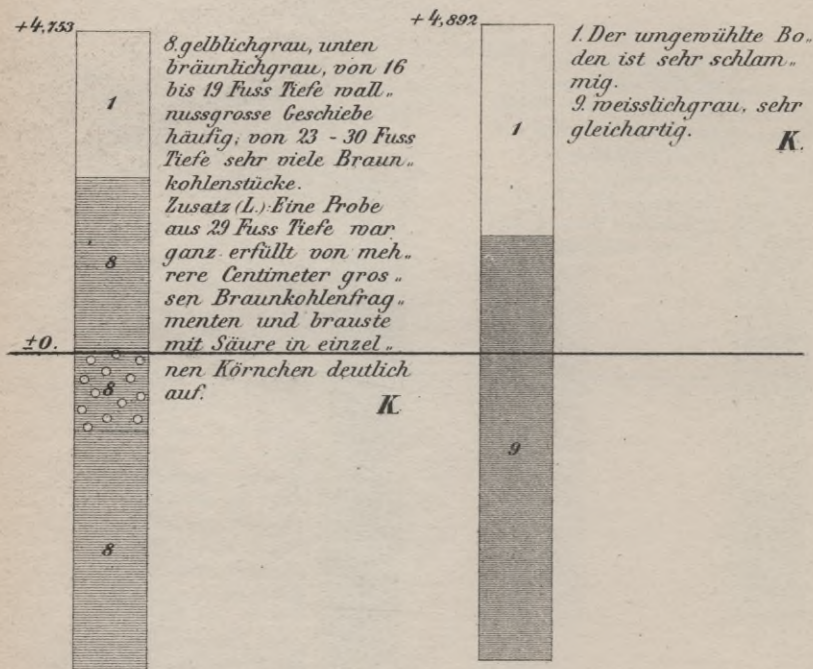 +4,753
8. gelblichgrau, unten
bräunlichgrau, von 16
bis 19 Fuss Tiefe wall„
nussgrosse Geschiebe
häufig; von 23 - 30 Fuss
Tiefe sehr viele Braun„
kohlenstücke.
Zusatz (L.): Eine Probe
aus 29 Fuss Tiefe war
ganz erfüllt von meh„
rere Centimeter gros„
sen Braunkohlenfrag„
menten und brauste
mit Säure in einzel„
nen Körnchen deutlich
auf.
K.
1
8
±0.
8
8
+4,892
1. Der umgewühlte Bo„
den ist sehr schlam„
mig.
9. weisslichgrau, sehr
gleichartig.
K.
1
9